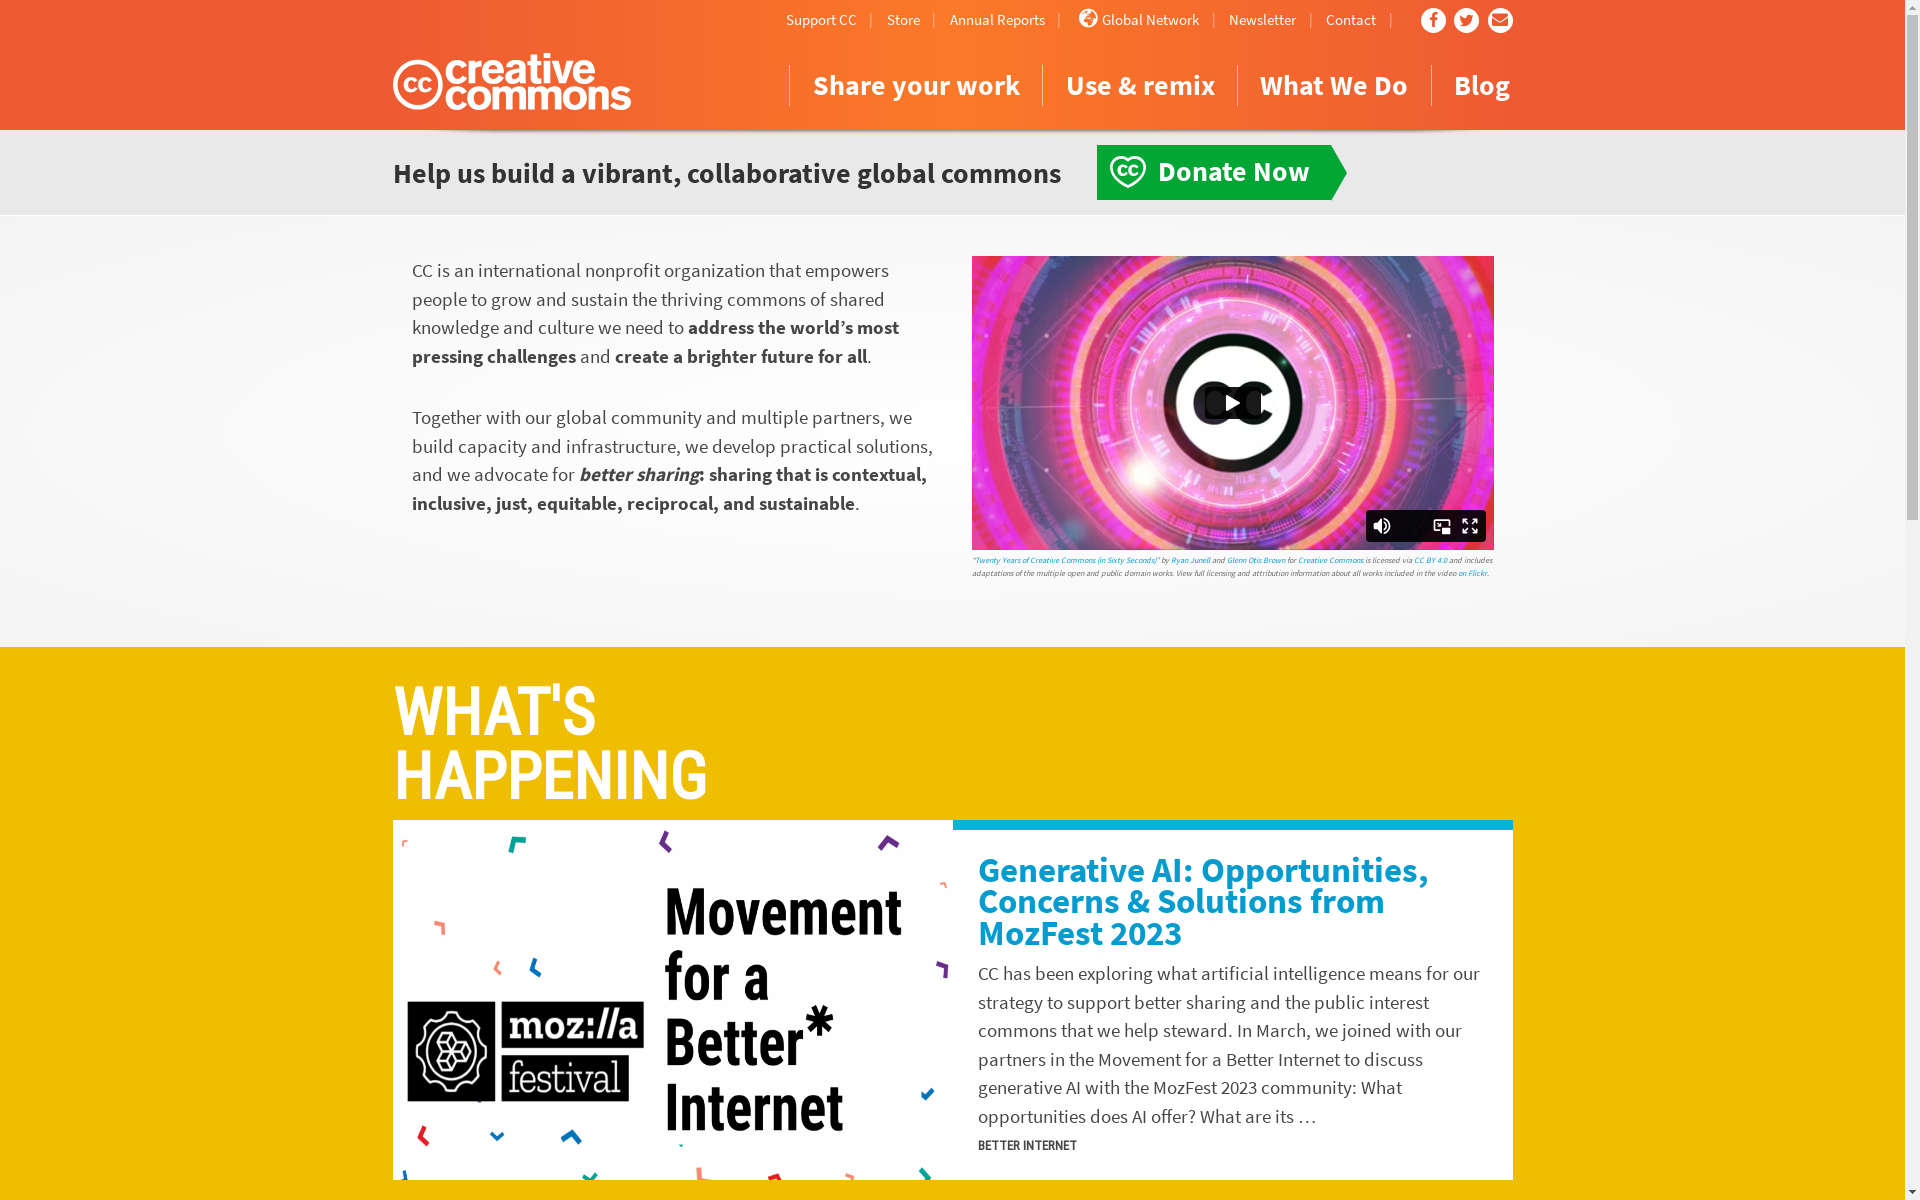 Support CC | Store | Annual Reports | Global Network | Newsletter | Contact |
cc creative
commons
Share your work
Use & remix
What We Do
Blog
Help us build a vibrant, collaborative global commons
cc Donate Now
CC is an international nonprofit organization that empowers
people to grow and sustain the thriving commons of shared
knowledge and culture we need to address the world’s most
pressing challenges and create a brighter future for all.
Together with our global community and multiple partners, we
build capacity and infrastructure, we develop practical solutions,
and we advocate for better sharing: sharing that is contextual,
inclusive, just, equitable, reciprocal, and sustainable.
CC
"Twenty Years of Creative Commons (in Sixty Seconds)" by Ryan Junell and Glenn Otis Brown for Creative Commons is licensed via CC BY 4.0 and includes
adaptations of the multiple open and public domain works. View full licensing and attribution information about all works included in the video on Flickr.
WHAT'S
HAPPENING
Movement
for a
Better*
Internet
moz://a
festival
Generative AI: Opportunities,
Concerns & Solutions from
MozFest 2023
CC has been exploring what artificial intelligence means for our
strategy to support better sharing and the public interest
commons that we help steward. In March, we joined with our
partners in the Movement for a Better Internet to discuss
generative AI with the MozFest 2023 community: What
opportunities does AI offer? What are its …
BETTER INTERNET